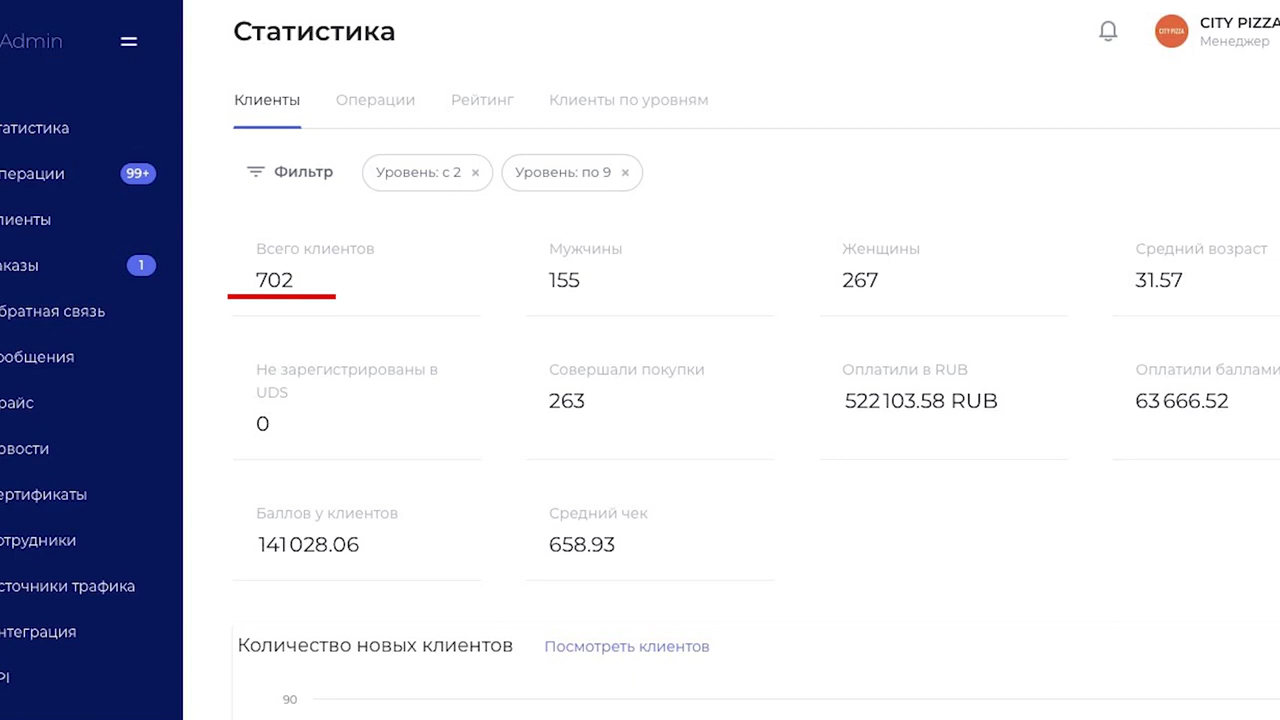 Admin
Статистика
CITY PIZZA
Менеджер
CITY PIZZA
татистика
перации
99+
лиенты
аказы
1
братная связь
ообщения
райс
овости
ертификаты
отрудники
сточники трафика
нтеграция
PI
Клиенты
Операции
Рейтинг
Клиенты по уровням
Фильтр
Уровень: с 2 ×
Уровень: по 9 ×
Всего клиентов
702
Мужчины
155
Женщины
267
Средний возраст
31.57
Не зарегистрированы в
UDS
0
Совершали покупки
263
Оплатили в RUB
522 103.58 RUB
Оплатили баллами
63 666.52
Баллов у клиентов
141 028.06
Средний чек
658.93
Количество новых клиентов
Посмотреть клиентов
90